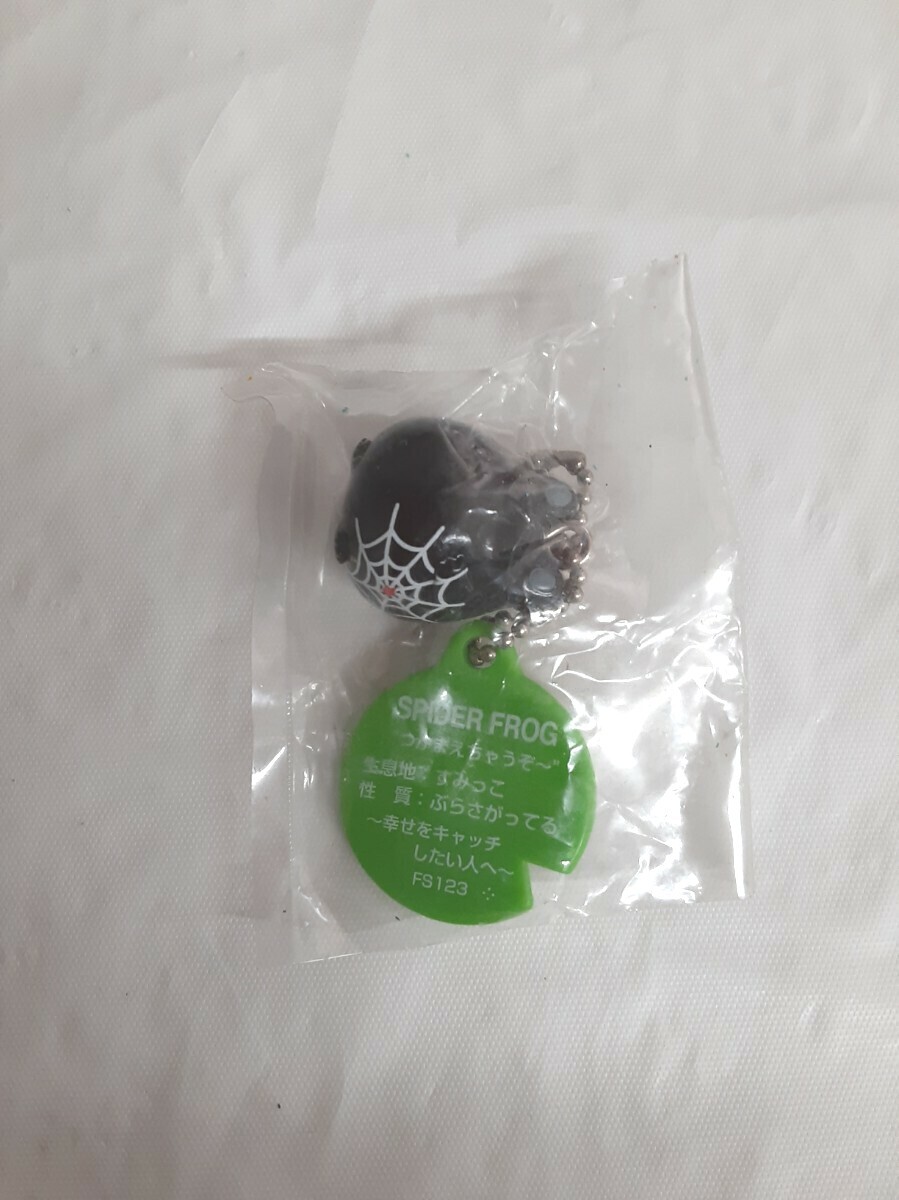 SPIDER FROG
つかまえちゃうぞ〜"
生息地：すみっこ
性　質：ぶらさがってる
〜幸せをキャッチ
したい人へ〜
FS123